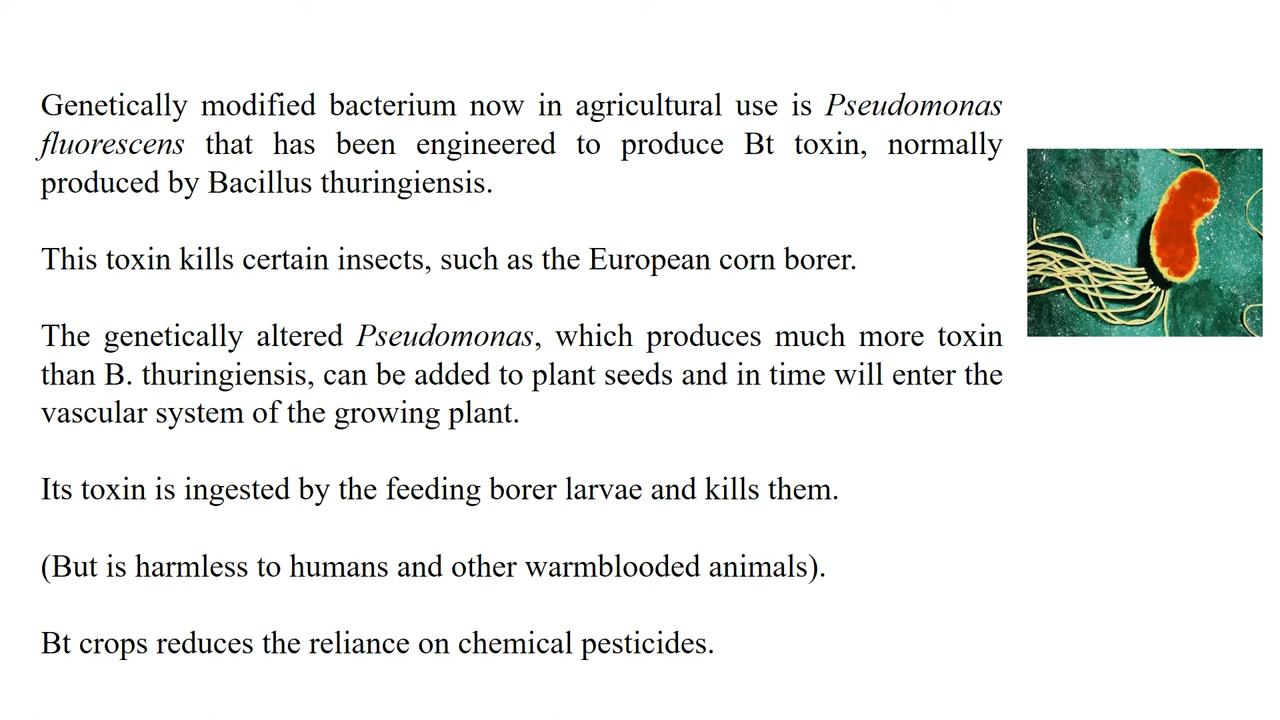 Genetically modified bacterium now in agricultural use is Pseudomonas
fluorescens that has been engineered to produce Bt toxin, normally
produced by Bacillus thuringiensis.
This toxin kills certain insects, such as the European corn borer.
The genetically altered Pseudomonas, which produces much more toxin
than B. thuringiensis, can be added to plant seeds and in time will enter the
vascular system of the growing plant.
Its toxin is ingested by the feeding borer larvae and kills them.
(But is harmless to humans and other warmblooded animals).
Bt crops reduces the reliance on chemical pesticides.